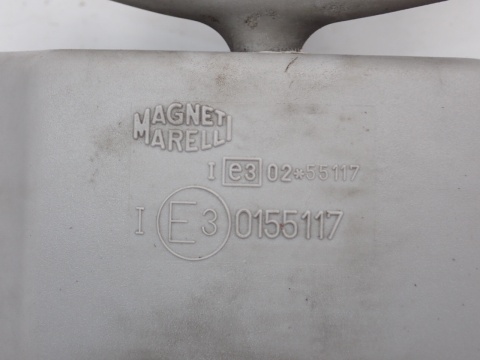 MAGNETI
MARELLI
I e3 02*55117
I E3 0155117